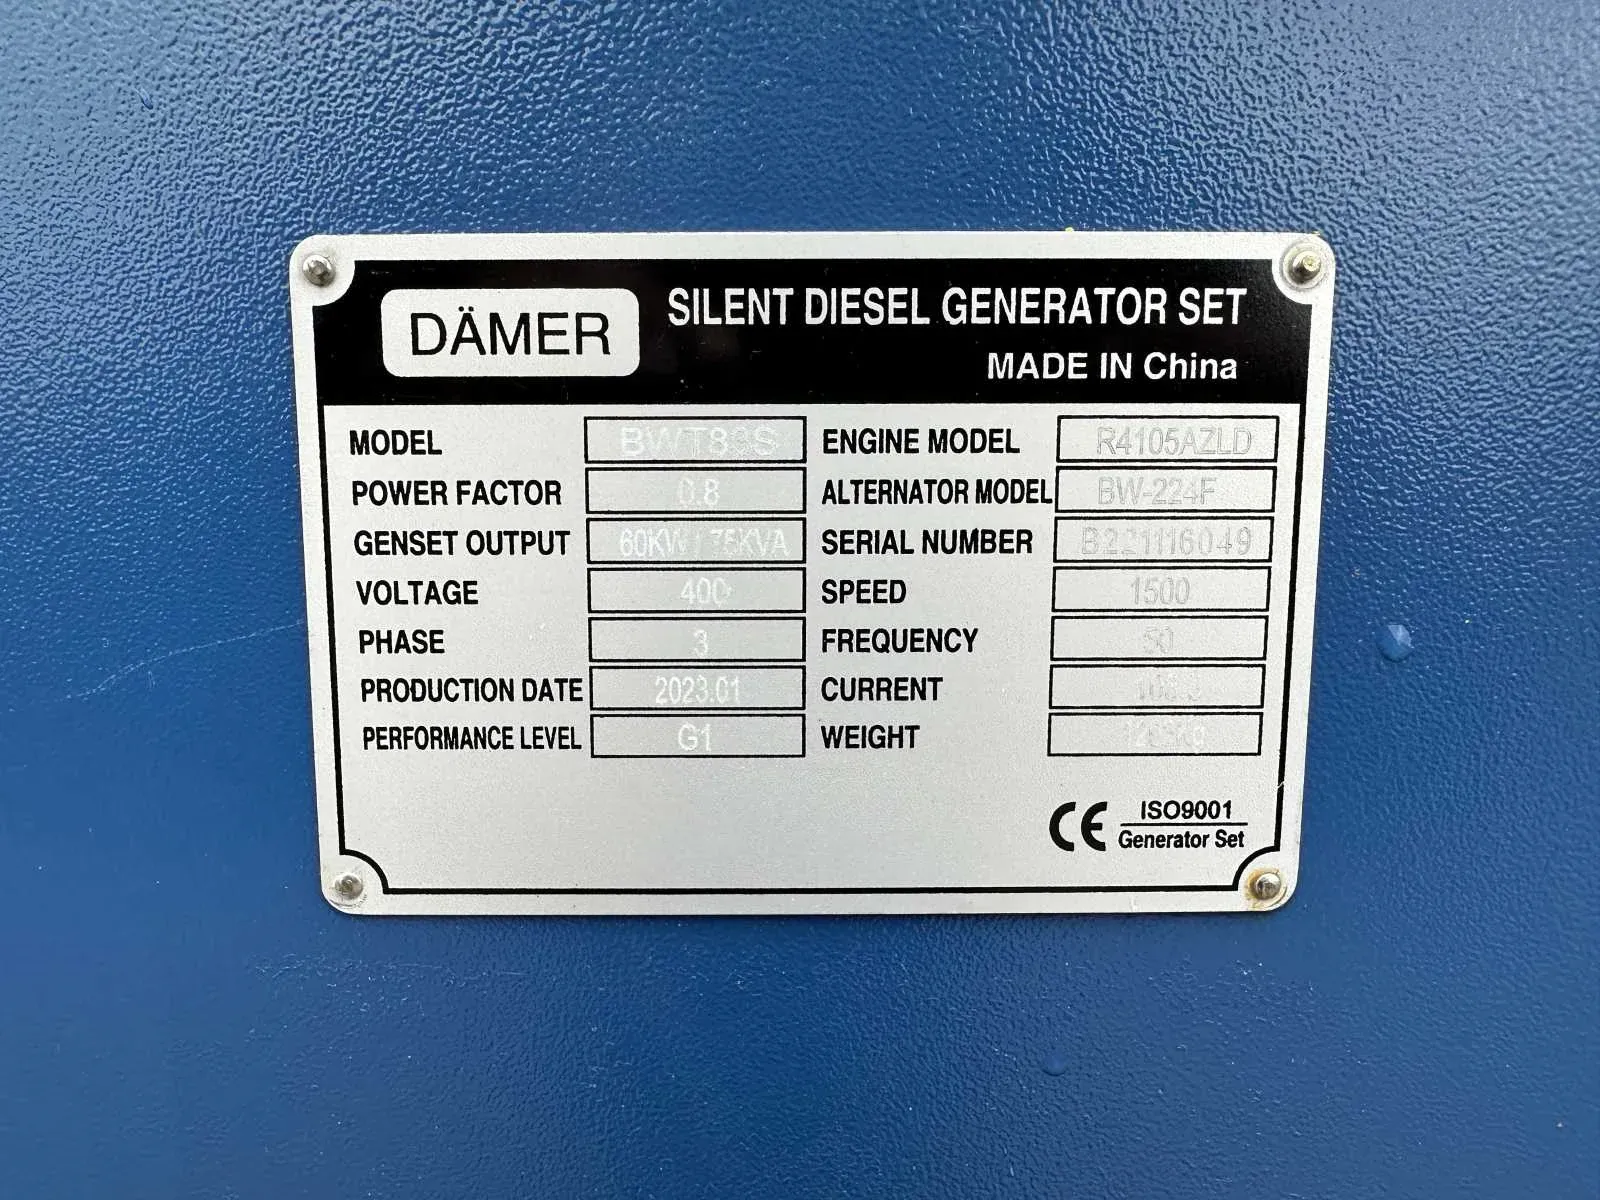 DÄMER
SILENT DIESEL GENERATOR SET
MADE IN China
MODEL
ENGINE MODEL R4105AZLD
POWER FACTOR 0.8
ALTERNATOR MODEL BW-224F
GENSET OUTPUT 60KW / 75KVA
SERIAL NUMBER B221116049
VOLTAGE 400
SPEED 1500
PHASE 3
FREQUENCY 50
PRODUCTION DATE 2023.01
CURRENT
PERFORMANCE LEVEL G1
WEIGHT
CE ISO9001
Generator Set